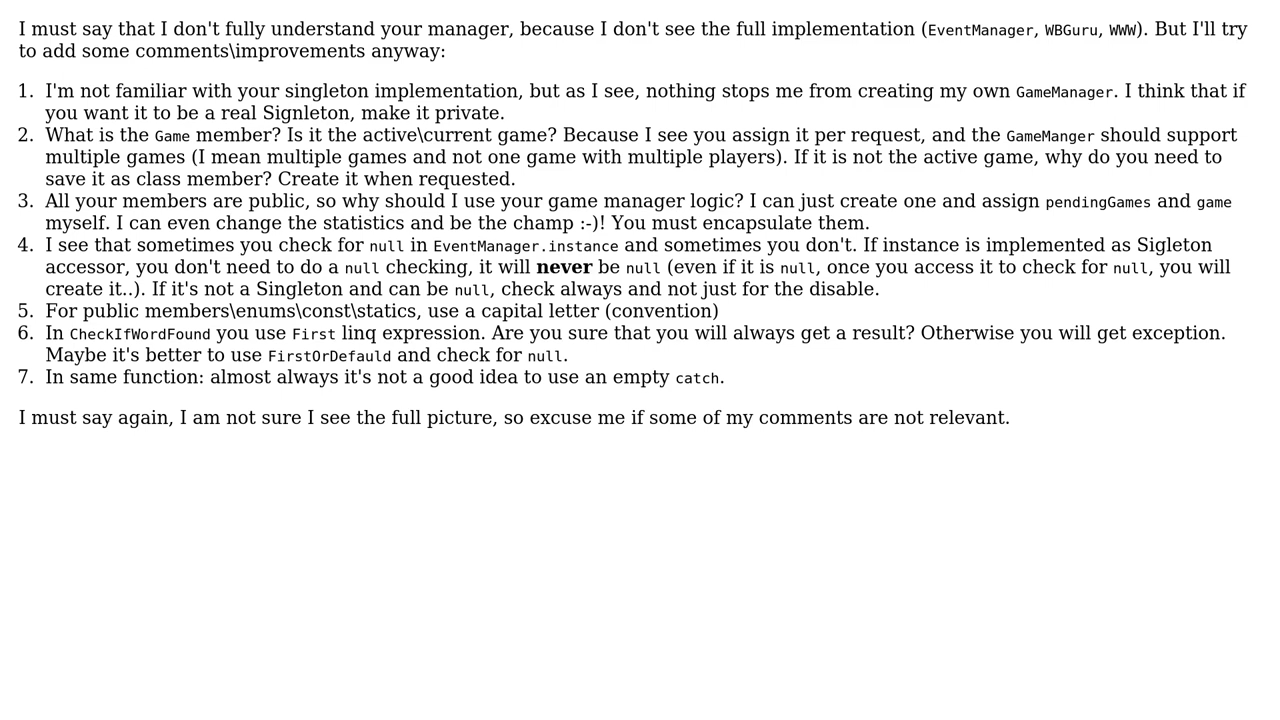 I must say that I don't fully understand your manager, because I don't see the full implementation (EventManager, WBGuru, WWW). But I'll try
to add some comments\improvements anyway:
1. I'm not familiar with your singleton implementation, but as I see, nothing stops me from creating my own GameManager. I think that if
you want it to be a real Signleton, make it private.
2. What is the Game member? Is it the active\current game? Because I see you assign it per request, and the GameManger should support
multiple games (I mean multiple games and not one game with multiple players). If it is not the active game, why do you need to
save it as class member? Create it when requested.
3. All your members are public, so why should I use your game manager logic? I can just create one and assign pendingGames and game
myself. I can even change the statistics and be the champ :-)! You must encapsulate them.
4. I see that sometimes you check for null in EventManager.instance and sometimes you don't. If instance is implemented as Sigleton
accessor, you don't need to do a null checking, it will never be null (even if it is null, once you access it to check for null, you will
create it..). If it's not a Singleton and can be null, check always and not just for the disable.
5. For public members\enums\const\statics, use a capital letter (convention)
6. In CheckIfWordFound you use First linq expression. Are you sure that you will always get a result? Otherwise you will get exception.
Maybe it's better to use FirstOrDefauld and check for null.
7. In same function: almost always it's not a good idea to use an empty catch.
I must say again, I am not sure I see the full picture, so excuse me if some of my comments are not relevant.